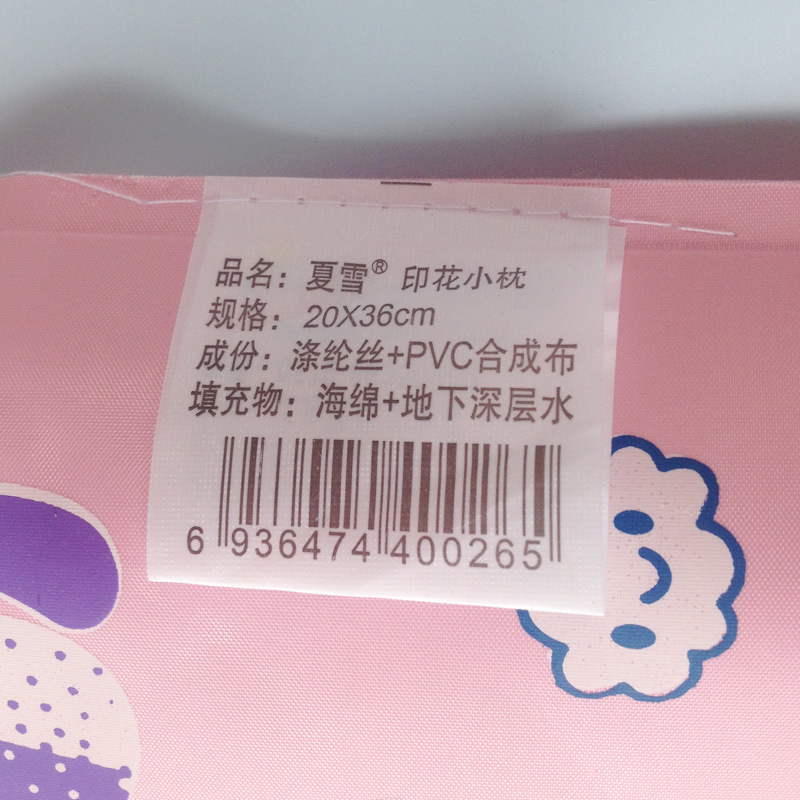 品名：夏雪® 印花小枕
规格：20X36cm
成份：涤纶丝+PVC合成布
填充物：海绵+地下深层水
6 936474 400265